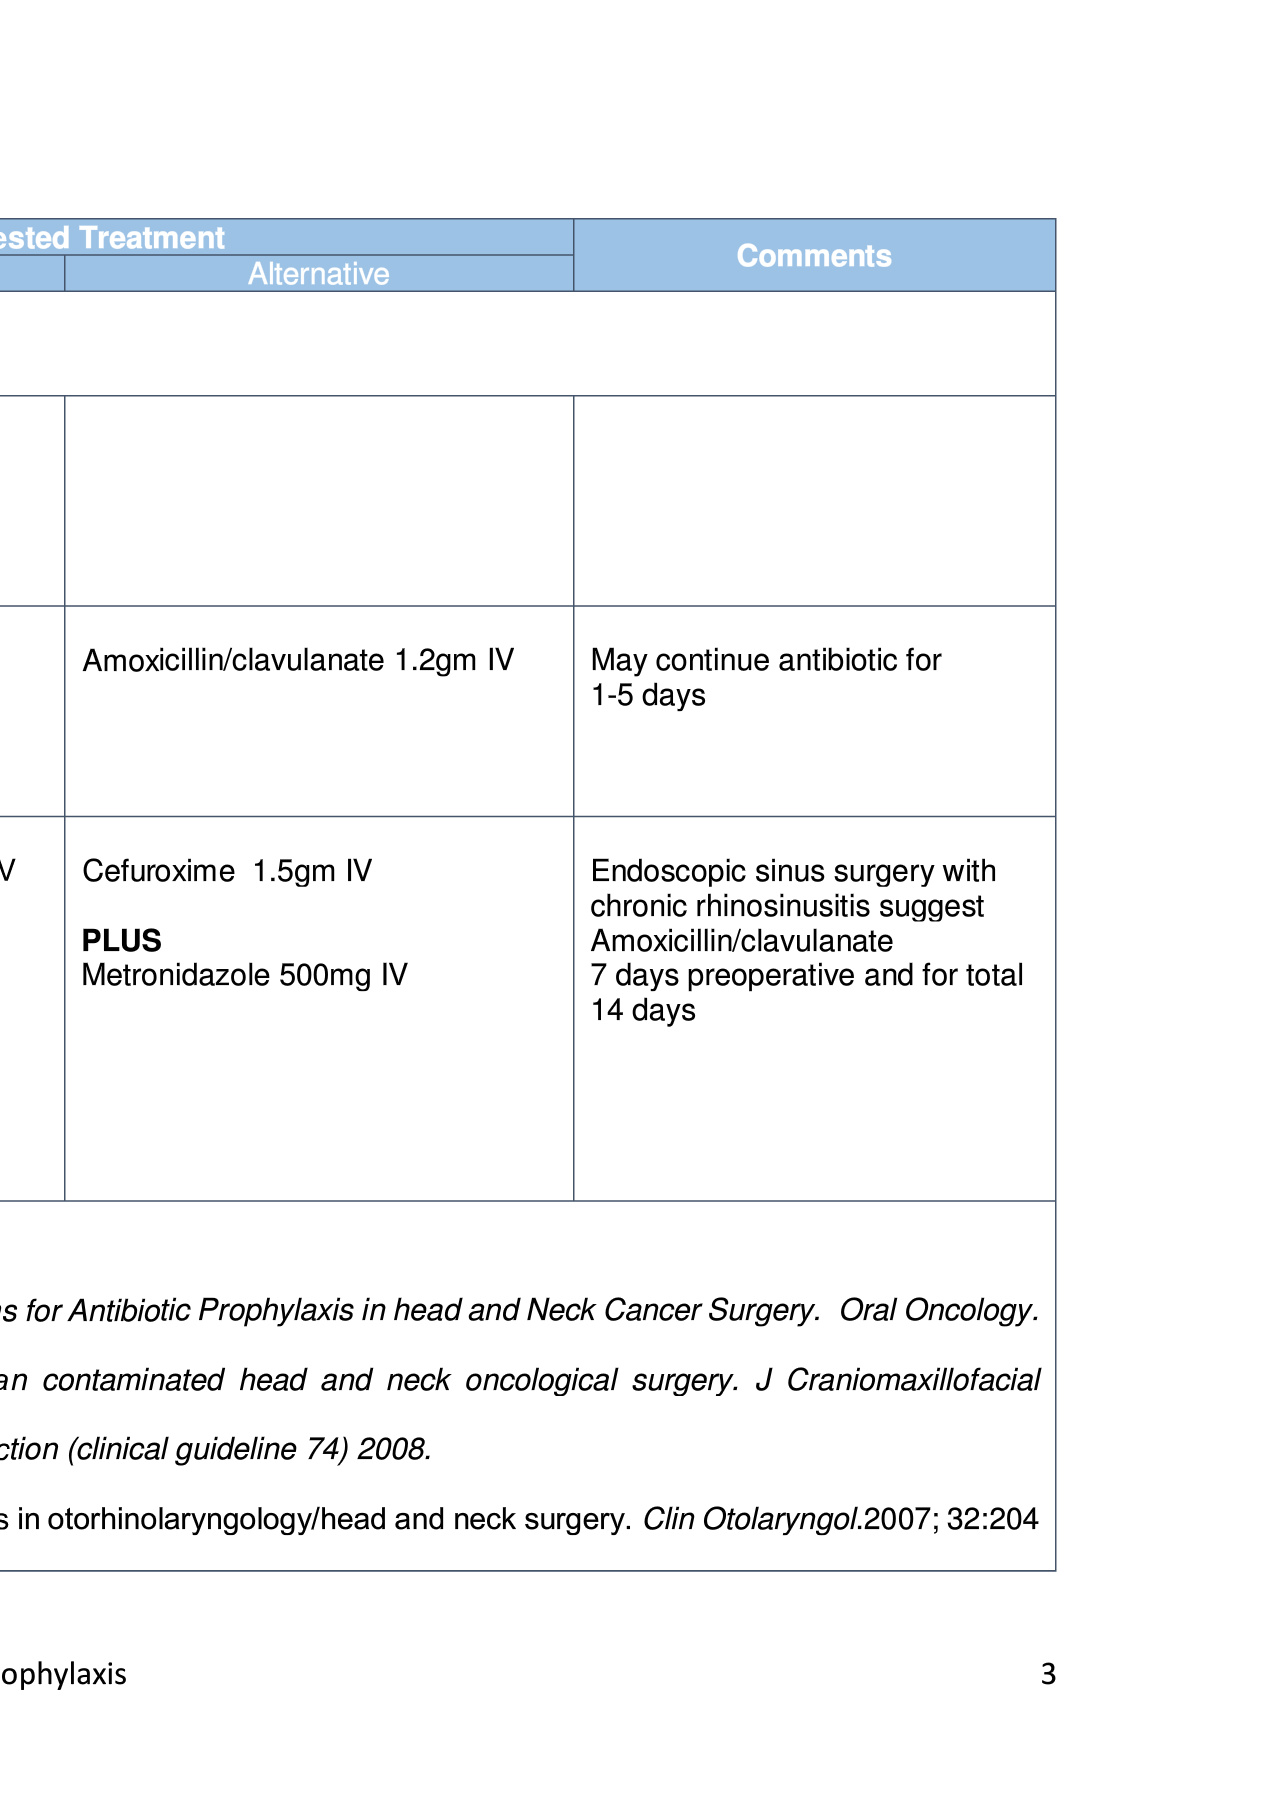 ested Treatment
Comments
Alternative
Amoxicillin/clavulanate 1.2gm IV
May continue antibiotic for
1-5 days
V
Cefuroxime  1.5gm IV
PLUS
Metronidazole 500mg IV
Endoscopic sinus surgery with
chronic rhinosinusitis suggest
Amoxicillin/clavulanate
7 days preoperative and for total
14 days
s for Antibiotic Prophylaxis in head and Neck Cancer Surgery.  Oral Oncology.
an contaminated head and neck oncological surgery. J Craniomaxillofacial
ction (clinical guideline 74) 2008.
s in otorhinolaryngology/head and neck surgery. Clin Otolaryngol.2007; 32:204
ophylaxis
3